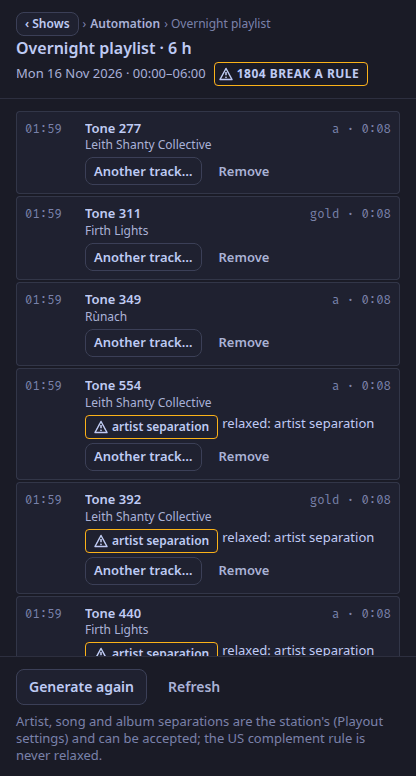 ‹ Shows › Automation › Overnight playlist
Overnight playlist · 6 h
Mon 16 Nov 2026 · 00:00–06:00 1804 BREAK A RULE
01:59 Tone 277 a · 0:08
Leith Shanty Collective
Another track... Remove
01:59 Tone 311 gold · 0:08
Firth Lights
Another track... Remove
01:59 Tone 349 a · 0:08
Rùnach
Another track... Remove
01:59 Tone 554 a · 0:08
Leith Shanty Collective
artist separation relaxed: artist separation
Another track... Remove
01:59 Tone 392 gold · 0:08
Leith Shanty Collective
artist separation relaxed: artist separation
Another track... Remove
01:59 Tone 440 a · 0:08
Firth Lights
artist separation relaxed: artist separation
Generate again Refresh
Artist, song and album separations are the station's (Playout
settings) and can be accepted; the US complement rule is
never relaxed.